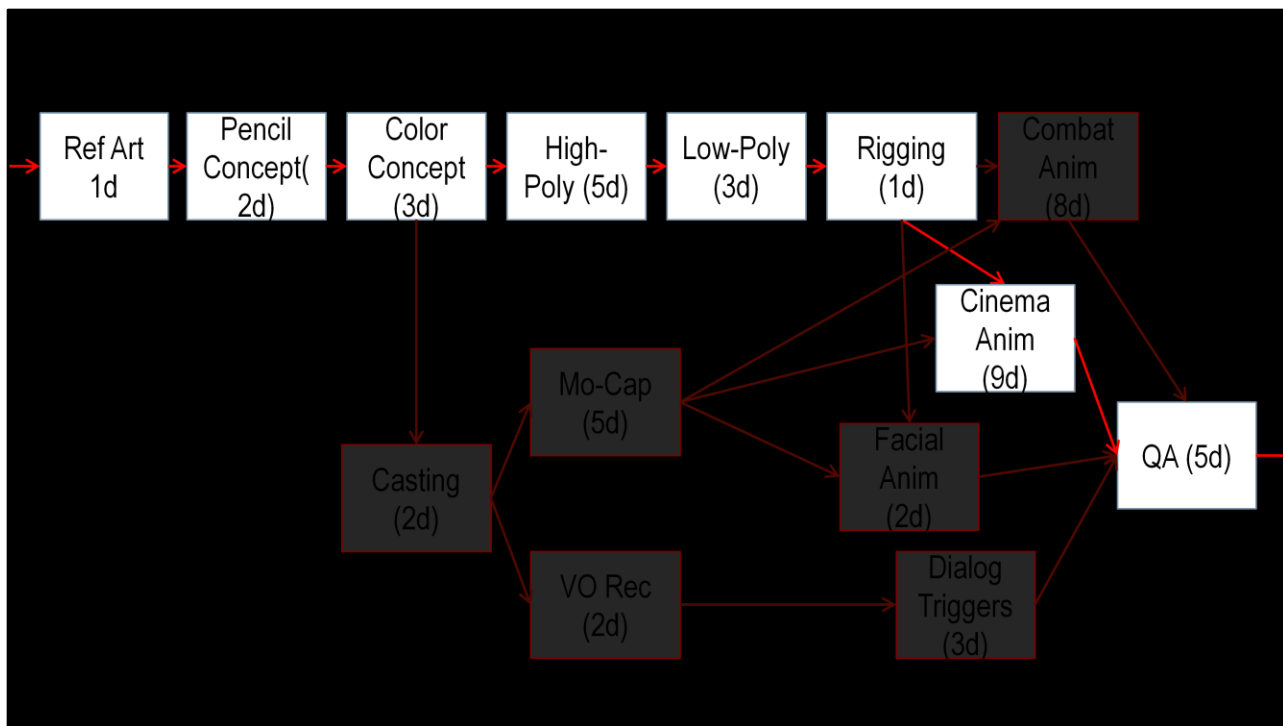 Ref Art
1d
Pencil
Concept(
2d)
Color
Concept
(3d)
High-
Poly (5d)
Low-Poly
(3d)
Rigging
(1d)
Combat
Anim
(8d)
Cinema
Anim
(9d)
Mo-Cap
(5d)
Facial
Anim
(2d)
QA (5d)
Casting
(2d)
VO Rec
(2d)
Dialog
Triggers
(3d)